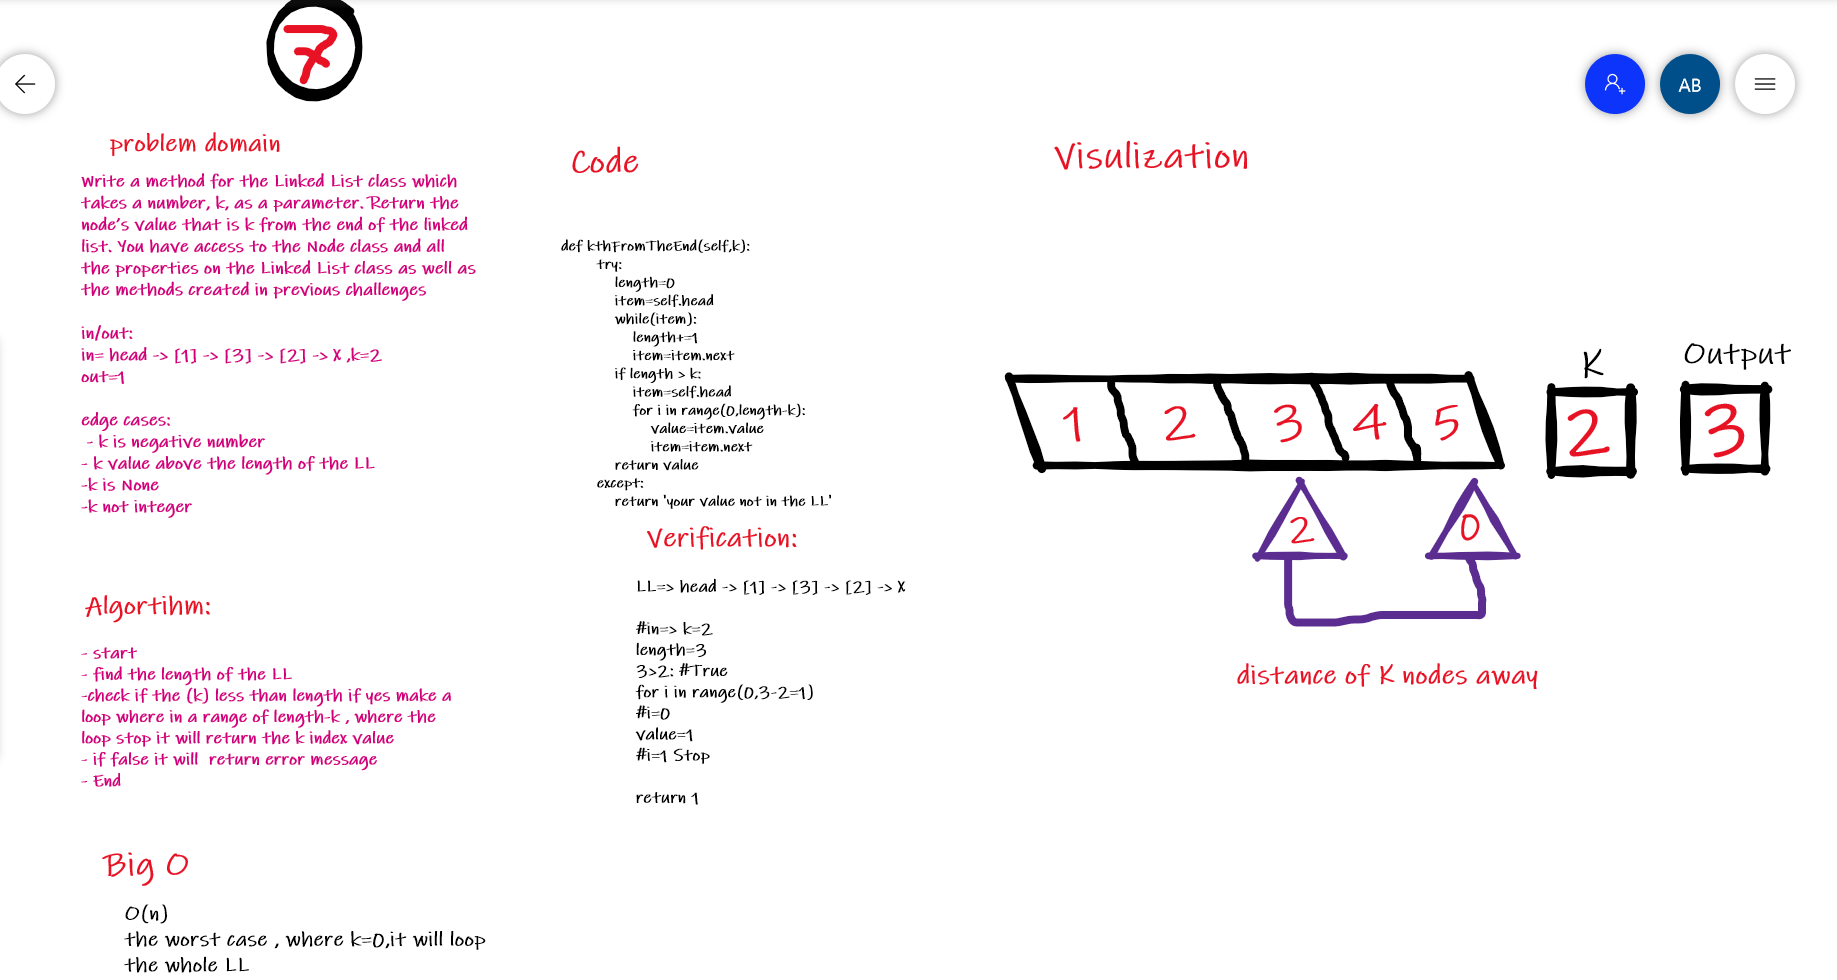 7
AB
problem domain
Write a method for the Linked List class which
takes a number, k, as a parameter. Return the
node's value that is k from the end of the linked
list. You have access to the Node class and all
the properties on the Linked List class as well as
the methods created in previous challenges
in/out:
in= head -> [1] -> [3] -> [2] -> X ,k=2
out=1
edge cases:
- k is negative number
- k value above the length of the LL
-k is None
-k not integer
Algortihm:
- start
- find the length of the LL
-check if the (k) less than length if yes make a
loop where in a range of length-k , where the
loop stop it will return the k index value
- if false it will  return error message
- End
Big O
O(n)
the worst case , where k=0,it will loop
the whole LL
Code
def kthFromTheEnd(self,k):
try:
length=0
item=self.head
while(item):
length+=1
item=item.next
if length > k:
item=self.head
for i in range(0,length-k):
value=item.value
item=item.next
return value
except:
return 'your value not in the LL'
Verification:
LL=> head -> [1] -> [3] -> [2] -> X
#in=> k=2
length=3
3>2: #True
for i in range(0,3-2=1)
#i=0
value=1
#i=1 Stop
return 1
Visulization
K
Output
1 2 3 4 5
2
3
2
0
distance of K nodes away